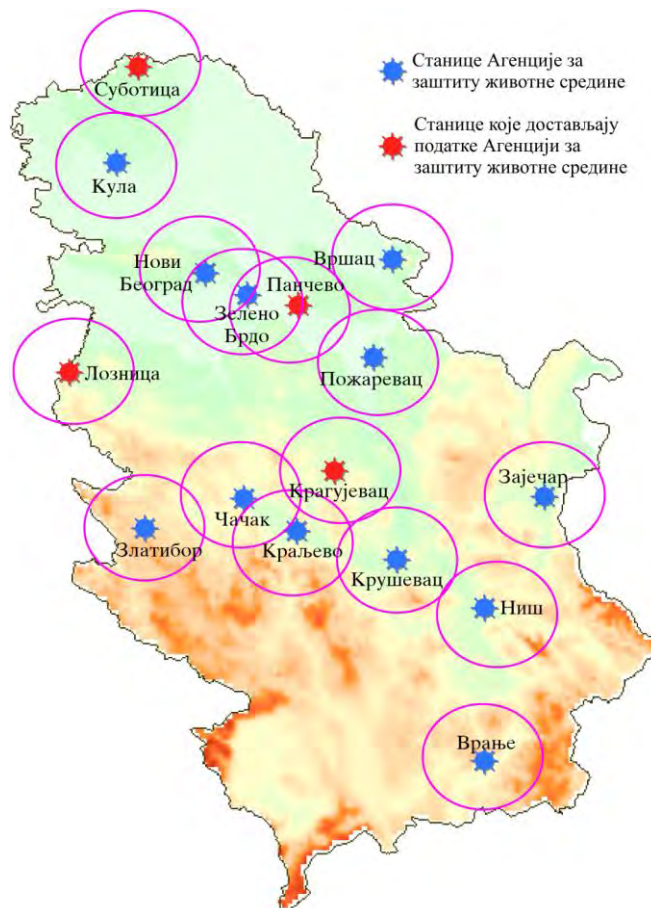 Станице Агенције за
заштиту животне средине
Суботица
Станице које достављају
податке Агенцији за
заштиту животне средине
Кула
Нови
Београд
Вршац
Панчево
Зелено
Брдо
Лозница
Пожаревац
Зајечар
Крагујевац
Чачак
Златибор
Краљево
Крушевац
Ниш
Врање